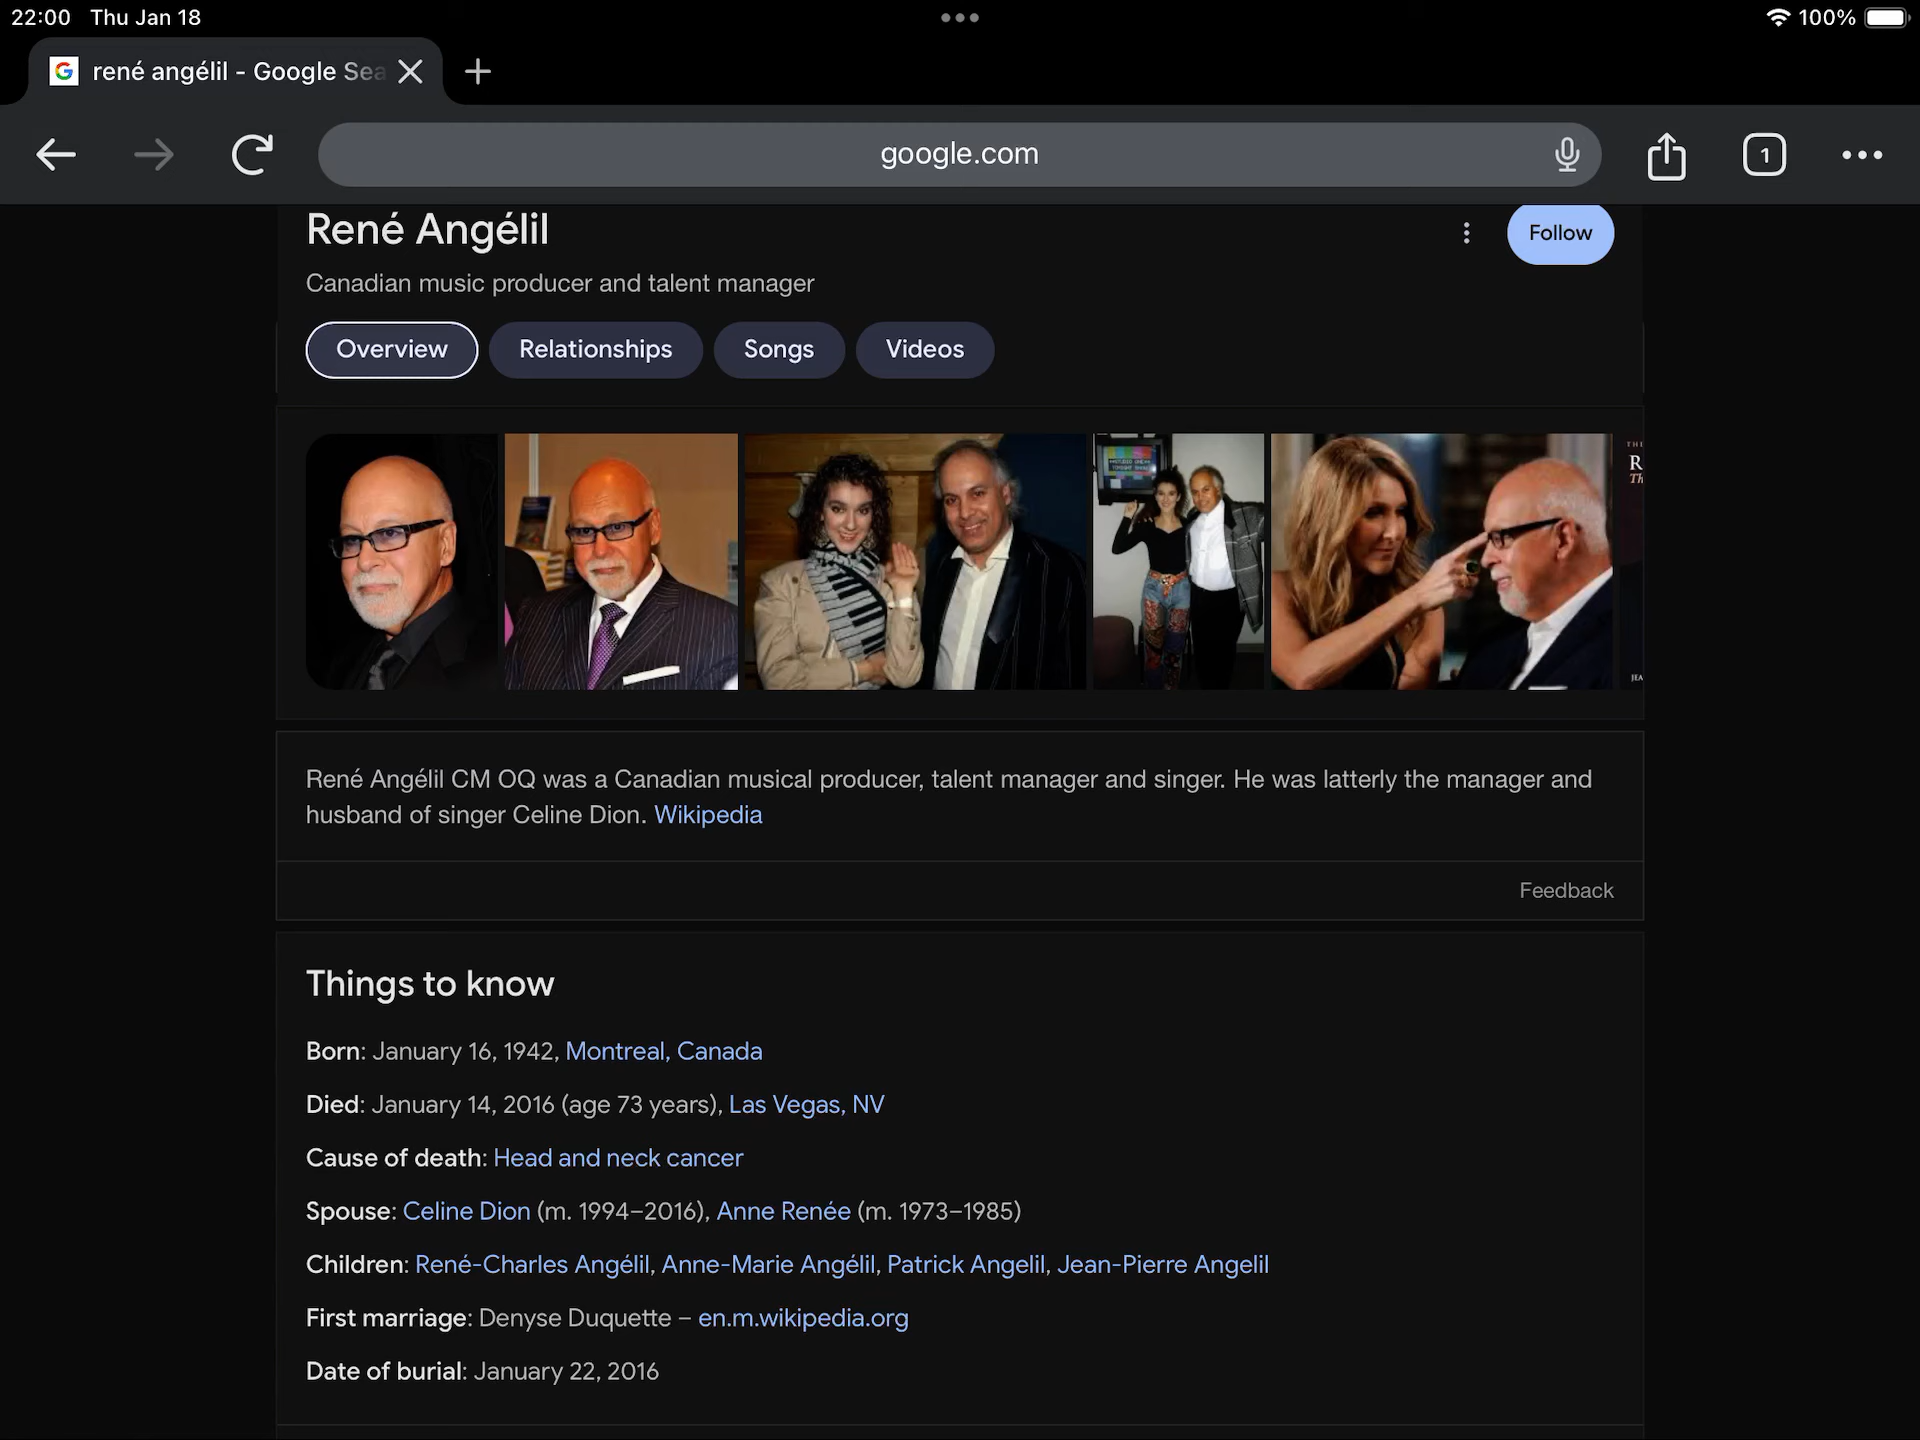 22:00 Thu Jan 18
100%
rené angélil - Google Sea
google.com
1
René Angélil
Follow
Canadian music producer and talent manager
Overview
Relationships
Songs
Videos
René Angélil CM OQ was a Canadian musical producer, talent manager and singer. He was latterly the manager and
husband of singer Celine Dion. Wikipedia
Feedback
Things to know
Born: January 16, 1942, Montreal, Canada
Died: January 14, 2016 (age 73 years), Las Vegas, NV
Cause of death: Head and neck cancer
Spouse: Celine Dion (m. 1994–2016), Anne Renée (m. 1973–1985)
Children: René-Charles Angélil, Anne-Marie Angélil, Patrick Angelil, Jean-Pierre Angelil
First marriage: Denyse Duquette – en.m.wikipedia.org
Date of burial: January 22, 2016